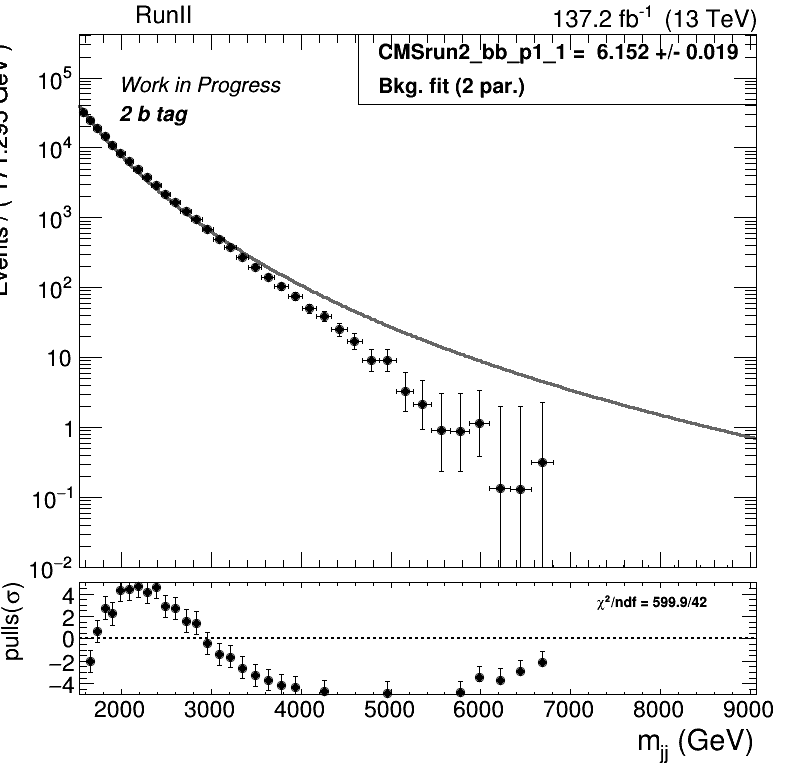 RunII 137.2 fb⁻¹ (13 TeV)
CMSrun2_bb_p1_1 = 6.152 +/- 0.019
Bkg. fit (2 par.)
Work in Progress
2 b tag
10⁵
10⁴
10³
10²
10
1
10⁻¹
10⁻²
χ²/ndf = 599.9/42
pulls(σ)
4
2
0
−2
−4
2000 3000 4000 5000 6000 7000 8000 9000
m_jj (GeV)